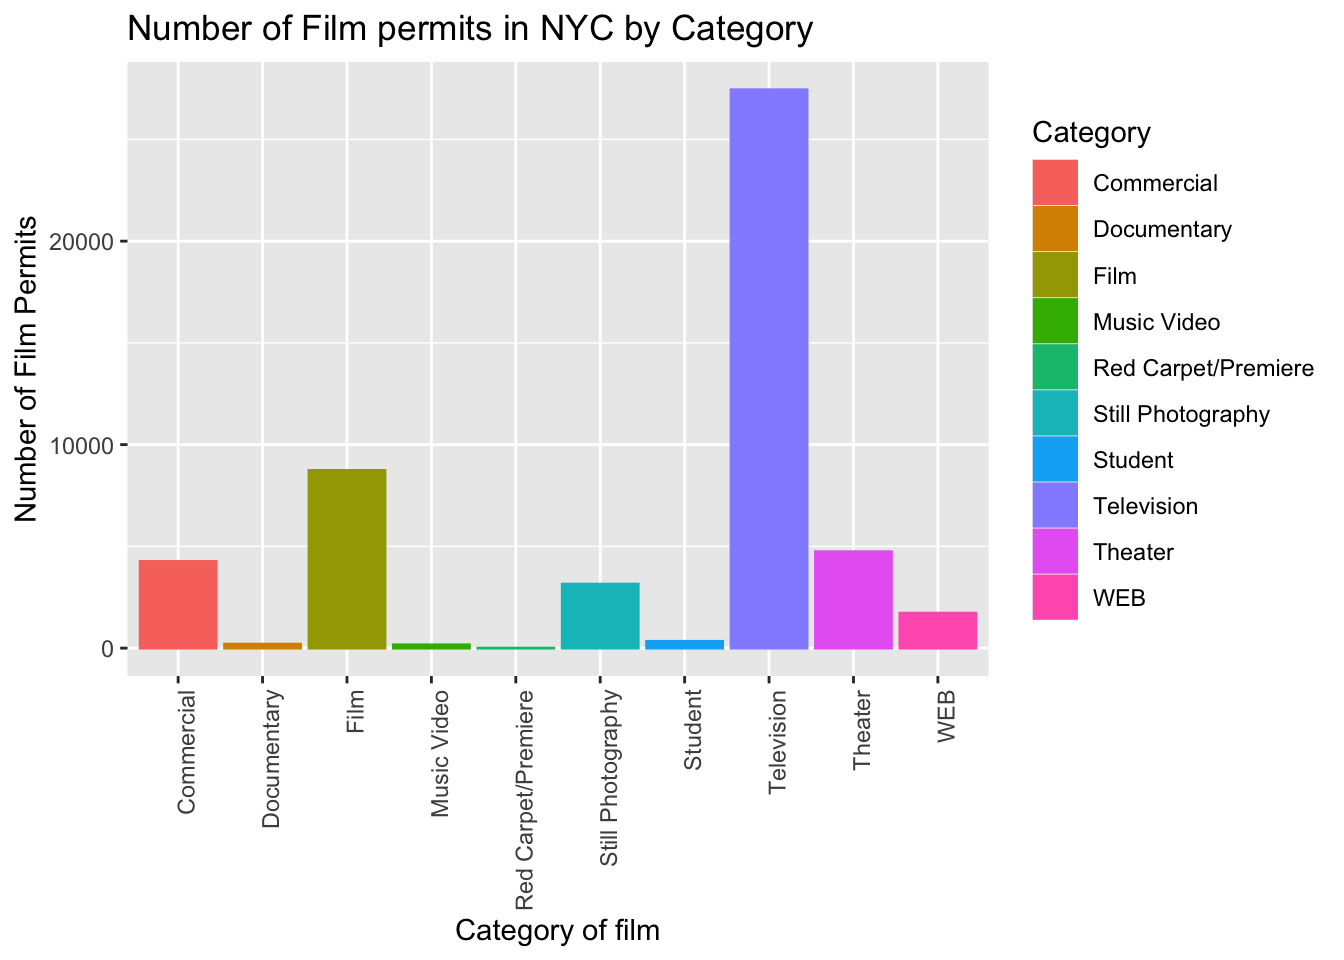 Number of Film permits in NYC by Category
Number of Film Permits
20000
10000
0
Commercial
Documentary
Film
Music Video
Red Carpet/Premiere
Still Photography
Student
Television
Theater
WEB
Category of film
Category
Commercial
Documentary
Film
Music Video
Red Carpet/Premiere
Still Photography
Student
Television
Theater
WEB